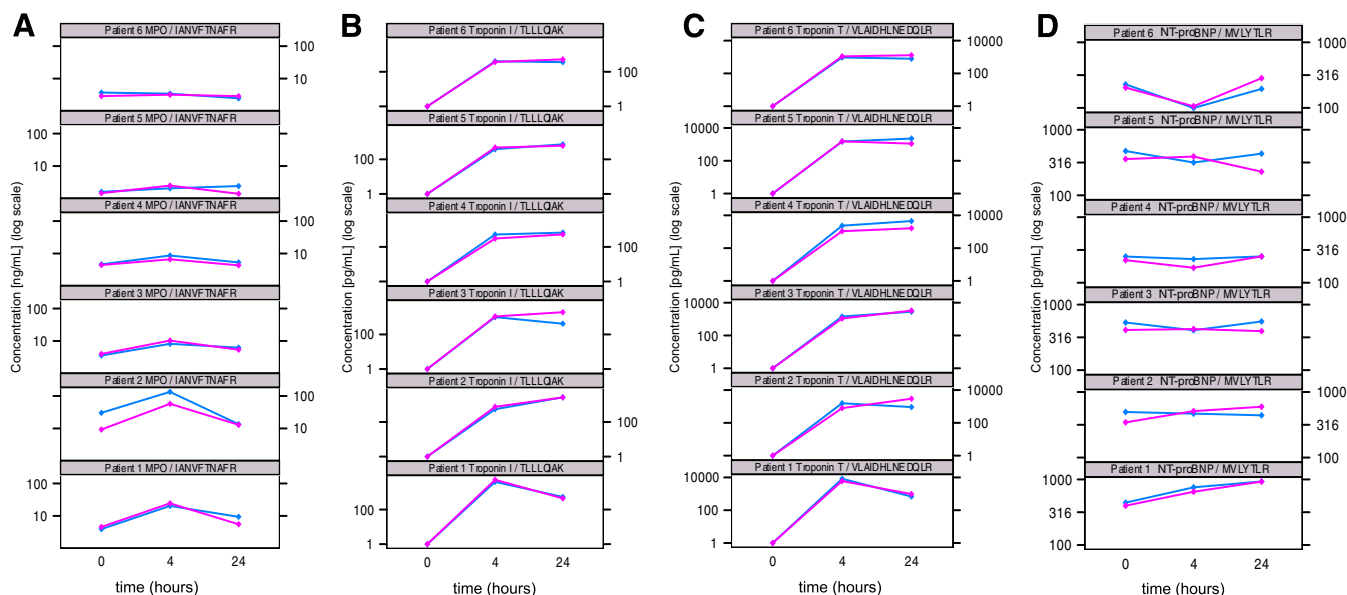 A
Patient 6 MPO / IANVFTNAFR
100
10
Patient 5 MPO / IANVFTNAFR
100
10
Patient 4 MPO / IANVFTNAFR
100
10
Patient 3 MPO / IANVFTNAFR
100
10
Patient 2 MPO / IANVFTNAFR
100
10
Patient 1 MPO / IANVFTNAFR
100
10
0 4 24
time (hours)
Concentration [ng/mL] (log scale)
B
Patient 6 Troponin I / TLLLQIAK
100
1
Patient 5 Troponin I / TLLLQIAK
100
1
Patient 4 Troponin I / TLLLQIAK
100
1
Patient 3 Troponin I / TLLLQIAK
100
1
Patient 2 Troponin I / TLLLQIAK
100
1
Patient 1 Troponin I / TLLLQIAK
100
1
0 4 24
time (hours)
Concentration [pg/mL] (log scale)
C
Patient 6 Troponin T / VLAIDHLNEDQLR
10000
100
1
Patient 5 Troponin T / VLAIDHLNEDQLR
10000
100
1
Patient 4 Troponin T / VLAIDHLNEDQLR
10000
100
1
Patient 3 Troponin T / VLAIDHLNEDQLR
10000
100
1
Patient 2 Troponin T / VLAIDHLNEDQLR
10000
100
1
Patient 1 Troponin T / VLAIDHLNEDQLR
10000
100
1
0 4 24
time (hours)
Concentration [pg/mL] (log scale)
D
Patient 6 NT-proBNP / MVLYTLR
1000
316
100
Patient 5 NT-proBNP / MVLYTLR
1000
316
100
Patient 4 NT-proBNP / MVLYTLR
1000
316
100
Patient 3 NT-proBNP / MVLYTLR
1000
316
100
Patient 2 NT-proBNP / MVLYTLR
1000
316
100
Patient 1 NT-proBNP / MVLYTLR
1000
316
100
0 4 24
time (hours)
Concentration [pg/mL] (log scale)